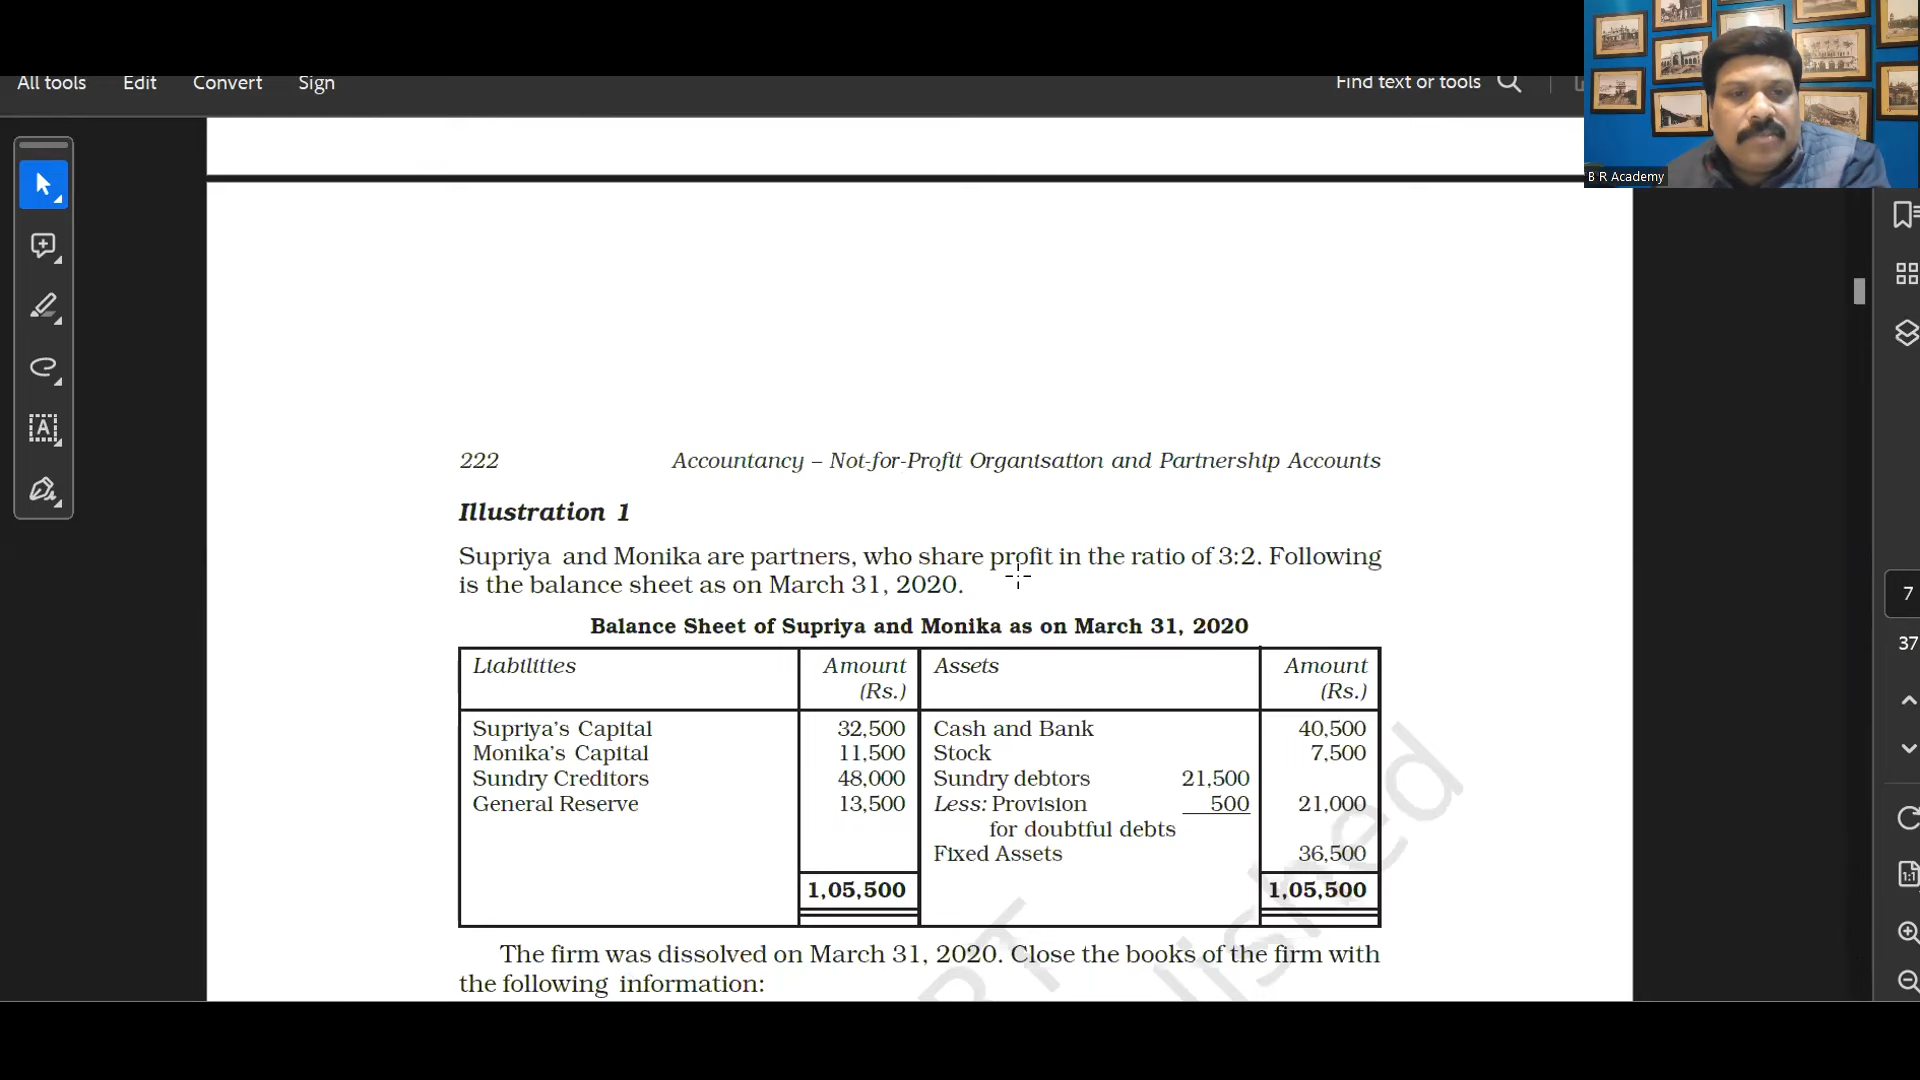 All tools Edit Convert Sign Find text or tools
B R Academy
222 Accountancy – Not-for-Profit Organisation and Partnership Accounts
Illustration 1
Supriya and Monika are partners, who share profit in the ratio of 3:2. Following
is the balance sheet as on March 31, 2020.
Balance Sheet of Supriya and Monika as on March 31, 2020
Liabilities Amount Assets Amount
(Rs.) (Rs.)
Supriya's Capital 32,500 Cash and Bank 40,500
Monika's Capital 11,500 Stock 7,500
Sundry Creditors 48,000 Sundry debtors 21,500
General Reserve 13,500 Less: Provision 500 21,000
for doubtful debts
Fixed Assets 36,500
1,05,500 1,05,500
The firm was dissolved on March 31, 2020. Close the books of the firm with
the following information:
7
37